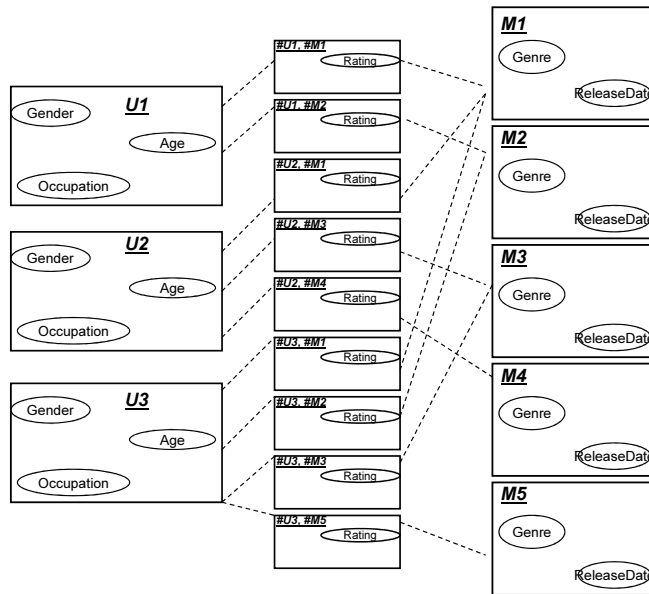 U1
Gender
Age
Occupation
U2
Gender
Age
Occupation
U3
Gender
Age
Occupation
#U1, #M1
Rating
#U1, #M2
Rating
#U2, #M1
Rating
#U2, #M3
Rating
#U2, #M4
Rating
#U3, #M1
Rating
#U3, #M2
Rating
#U3, #M3
Rating
#U3, #M5
Rating
M1
Genre
ReleaseDate
M2
Genre
ReleaseDate
M3
Genre
ReleaseDate
M4
Genre
ReleaseDate
M5
Genre
ReleaseDate